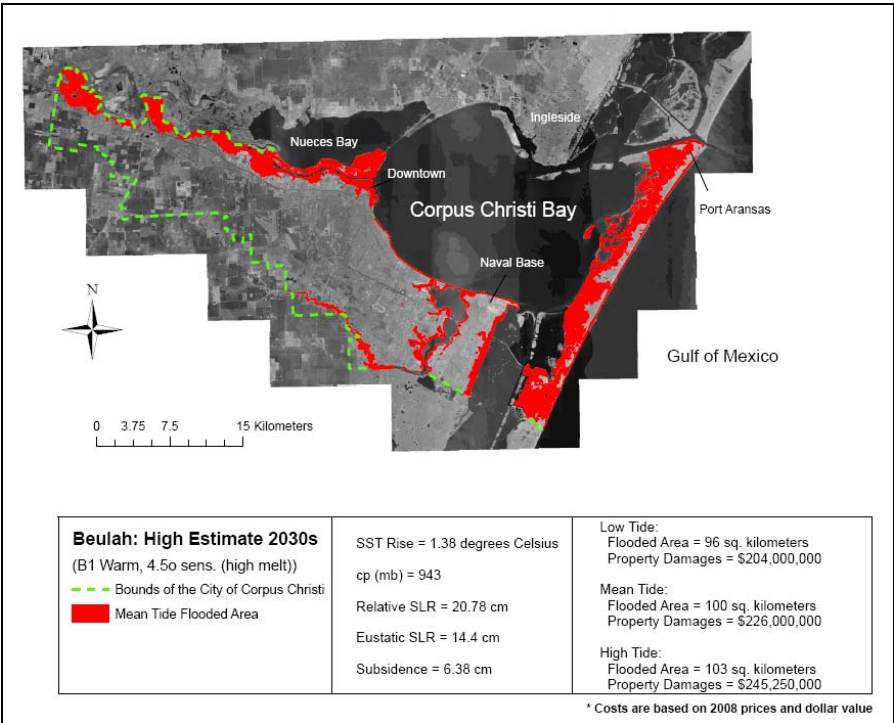 Ingleside
Nueces Bay
Downtown
Corpus Christi Bay
Port Aransas
Naval Base
N
Gulf of Mexico
0 3.75 7.5 15 Kilometers
Beulah: High Estimate 2030s
(B1 Warm, 4.5o sens. (high melt))
Bounds of the City of Corpus Christi
Mean Tide Flooded Area
SST Rise = 1.38 degrees Celsius
cp (mb) = 943
Relative SLR = 20.78 cm
Eustatic SLR = 14.4 cm
Subsidence = 6.38 cm
Low Tide:
Flooded Area = 96 sq. kilometers
Property Damages = $204,000,000
Mean Tide:
Flooded Area = 100 sq. kilometers
Property Damages = $226,000,000
High Tide:
Flooded Area = 103 sq. kilometers
Property Damages = $245,250,000
* Costs are based on 2008 prices and dollar value